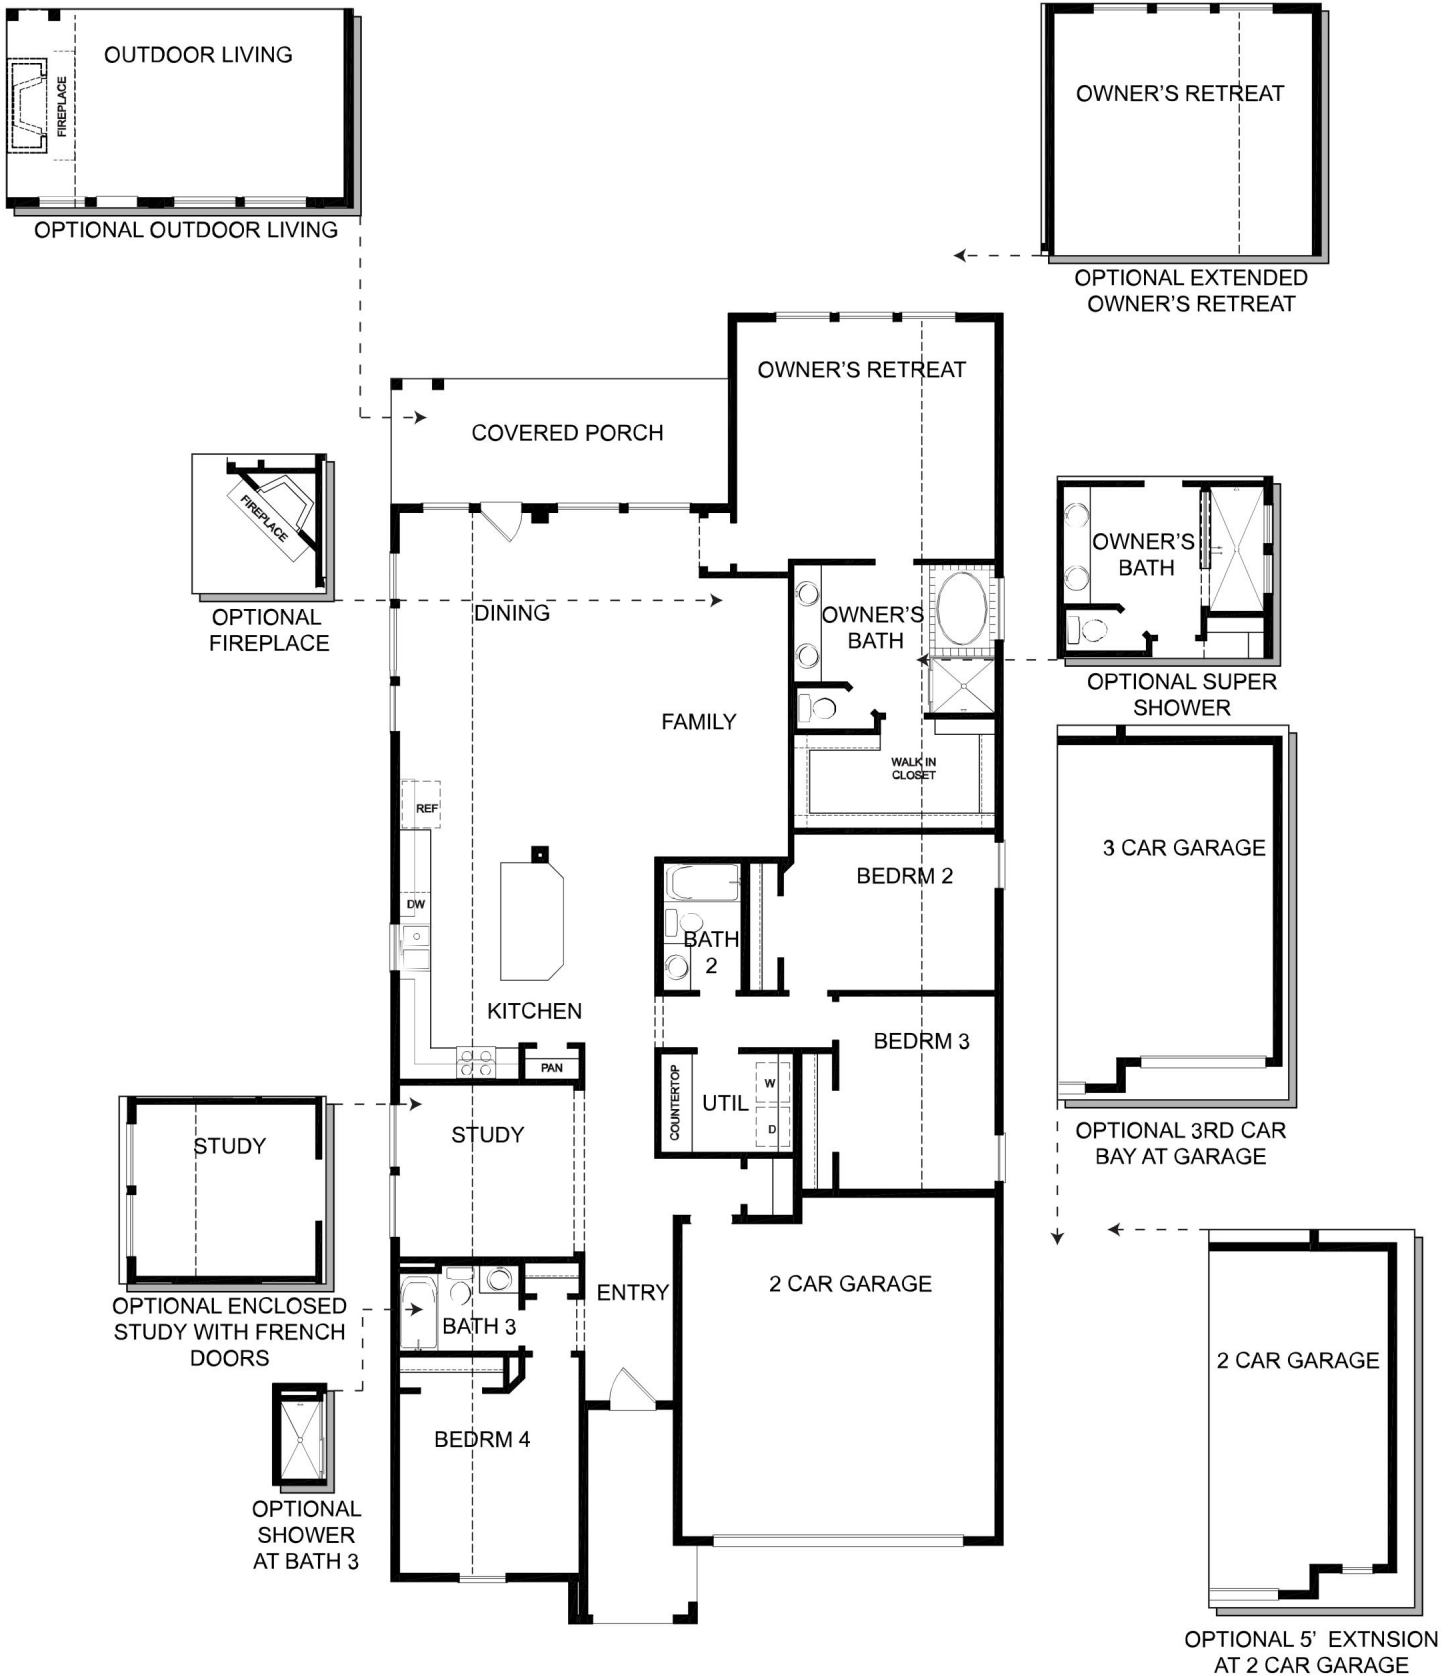 OUTDOOR LIVING
FIREPLACE
OPTIONAL OUTDOOR LIVING
OWNER'S RETREAT
OPTIONAL EXTENDED
OWNER'S RETREAT
OWNER'S RETREAT
COVERED PORCH
FIREPLACE
OPTIONAL
FIREPLACE
DINING
OWNER'S
BATH
OWNER'S
BATH
OPTIONAL SUPER
SHOWER
FAMILY
WALK IN
CLOSET
REF
3 CAR GARAGE
BEDRM 2
DW
BATH
2
KITCHEN
BEDRM 3
PAN
COUNTERTOP
UTIL
W
D
STUDY
STUDY
OPTIONAL 3RD CAR
BAY AT GARAGE
OPTIONAL ENCLOSED
STUDY WITH FRENCH
DOORS
ENTRY
2 CAR GARAGE
BATH 3
2 CAR GARAGE
BEDRM 4
OPTIONAL
SHOWER
AT BATH 3
OPTIONAL 5' EXTNSION
AT 2 CAR GARAGE